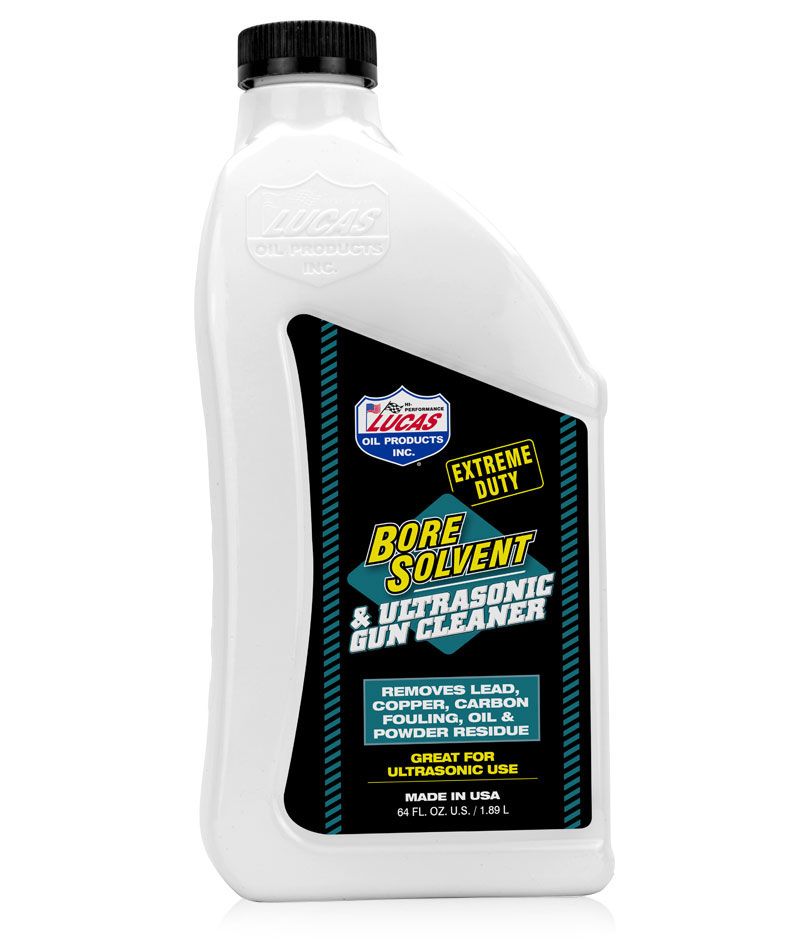 LUCAS
OIL PRODUCTS
INC.
HI-
PERFORMANCE
LUCAS
OIL PRODUCTS
INC.
®
EXTREME
DUTY
BORE
SOLVENT
& ULTRASONIC
GUN CLEANER
REMOVES LEAD,
COPPER, CARBON
FOULING, OIL &
POWDER RESIDUE
GREAT FOR
ULTRASONIC USE
MADE IN USA
64 FL. OZ. U.S. / 1.89 L